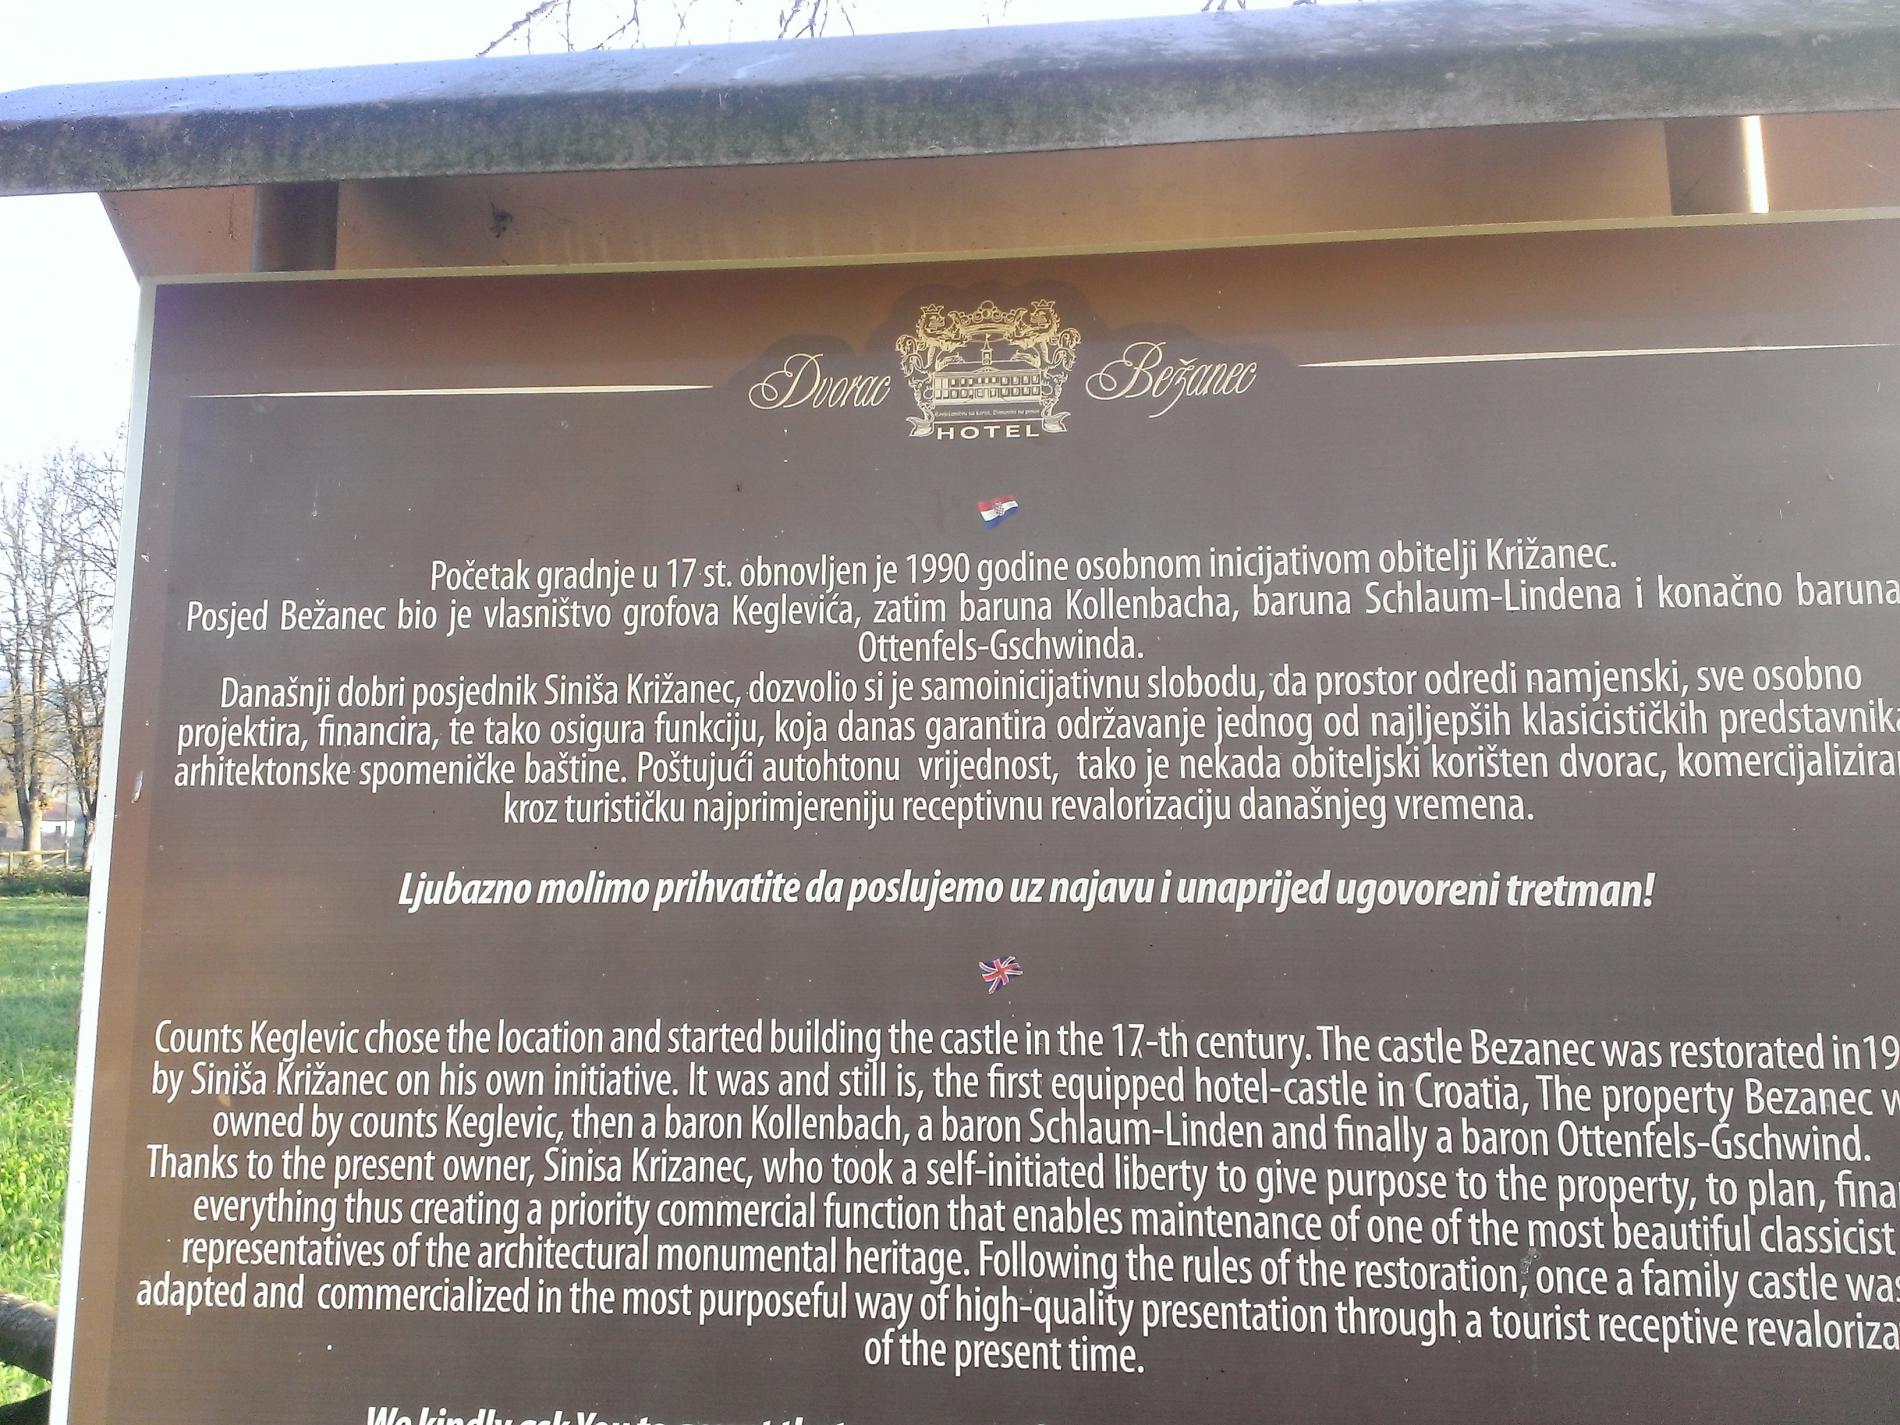 Dvorac Bežanec
HOTEL
Početak gradnje u 17 st. obnovljen je 1990 godine osobnom inicijativom obitelji Križanec.
Posjed Bežanec bio je vlasništvo grofova Keglevića, zatim baruna Kollenbacha, baruna Schlaum-Lindena i konačno baruna
Ottenfels-Gschwinda.
Današnji dobri posjednik Siniša Križanec, dozvolio si je samoinicijativnu slobodu, da prostor odredi namjenski, sve osobno
projektira, financira, te tako osigura funkciju, koja danas garantira održavanje jednog od najljepših klasicističkih predstavnika
arhitektonske spomeničke baštine. Poštujući autohtonu vrijednost, tako je nekada obiteljski korišten dvorac, komercijaliziran
kroz turističku najprimjereniju receptivnu revalorizaciju današnjeg vremena.
Ljubazno molimo prihvatite da poslujemo uz najavu i unaprijed ugovoreni tretman!
Counts Keglevic chose the location and started building the castle in the 17-th century. The castle Bezanec was restorated in19
by Siniša Križanec on his own initiative. It was and still is, the first equipped hotel-castle in Croatia, The property Bezanec w
owned by counts Keglevic, then a baron Kollenbach, a baron Schlaum-Linden and finally a baron Ottenfels-Gschwind.
Thanks to the present owner, Sinisa Krizanec, who took a self-initiated liberty to give purpose to the property, to plan, finan
everything thus creating a priority commercial function that enables maintenance of one of the most beautiful classicist
representatives of the architectural monumental heritage. Following the rules of the restoration, once a family castle was
adapted and commercialized in the most purposeful way of high-quality presentation through a tourist receptive revaloriza
of the present time.
We kindly ask You to